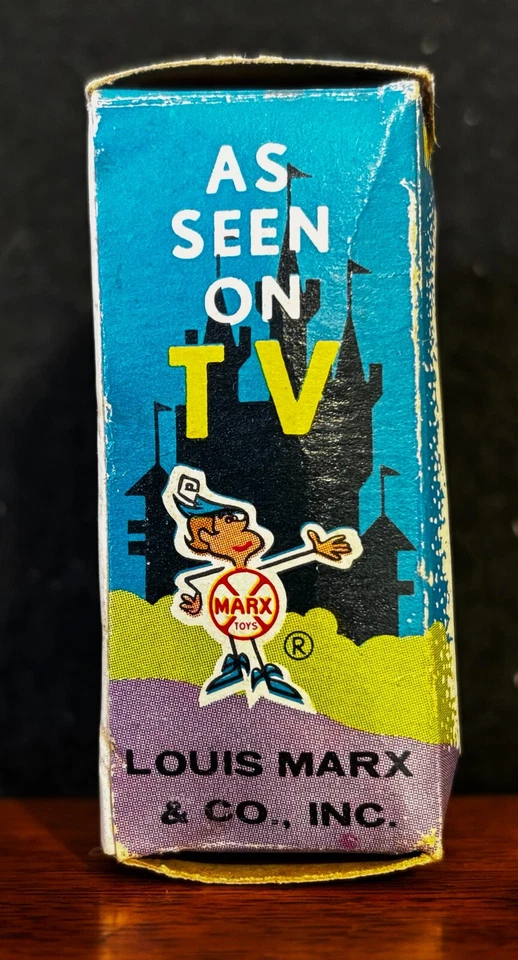 AS
SEEN
ON
TV
MARX
TOYS
®
LOUIS MARX
& CO., INC.